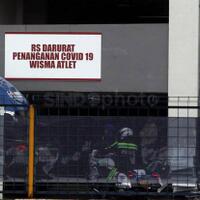 RS DARURAT
PENANGANAN COVID 19
WISMA ATLET
SINDOphoto